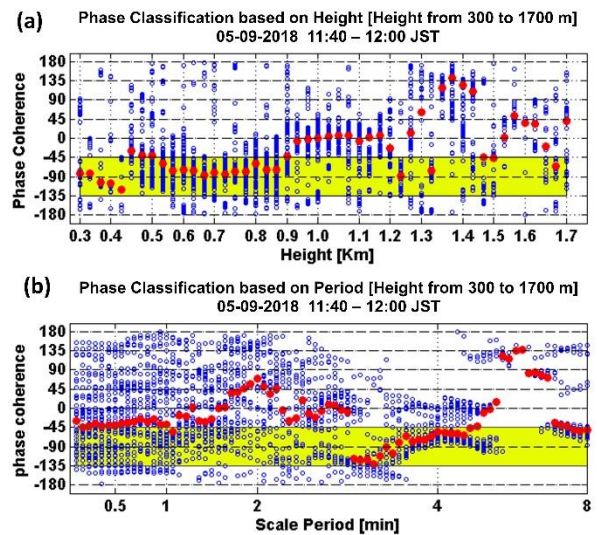 (a)
Phase Classification based on Height [Height from 300 to 1700 m]
05-09-2018 11:40 – 12:00 JST
Phase Coherence
180
135
90
45
0
-45
-90
-135
-180
0.3 0.4 0.5 0.6 0.7 0.8 0.9 1.0 1.2 1.3 1.4 1.5 1.6 1.7
Height [Km]
(b)
Phase Classification based on Period [Height from 300 to 1700 m]
05-09-2018 11:40 – 12:00 JST
phase coherence
180
135
90
45
0
-45
-90
-135
-180
0.5 1 2 4 8
Scale Period [min]